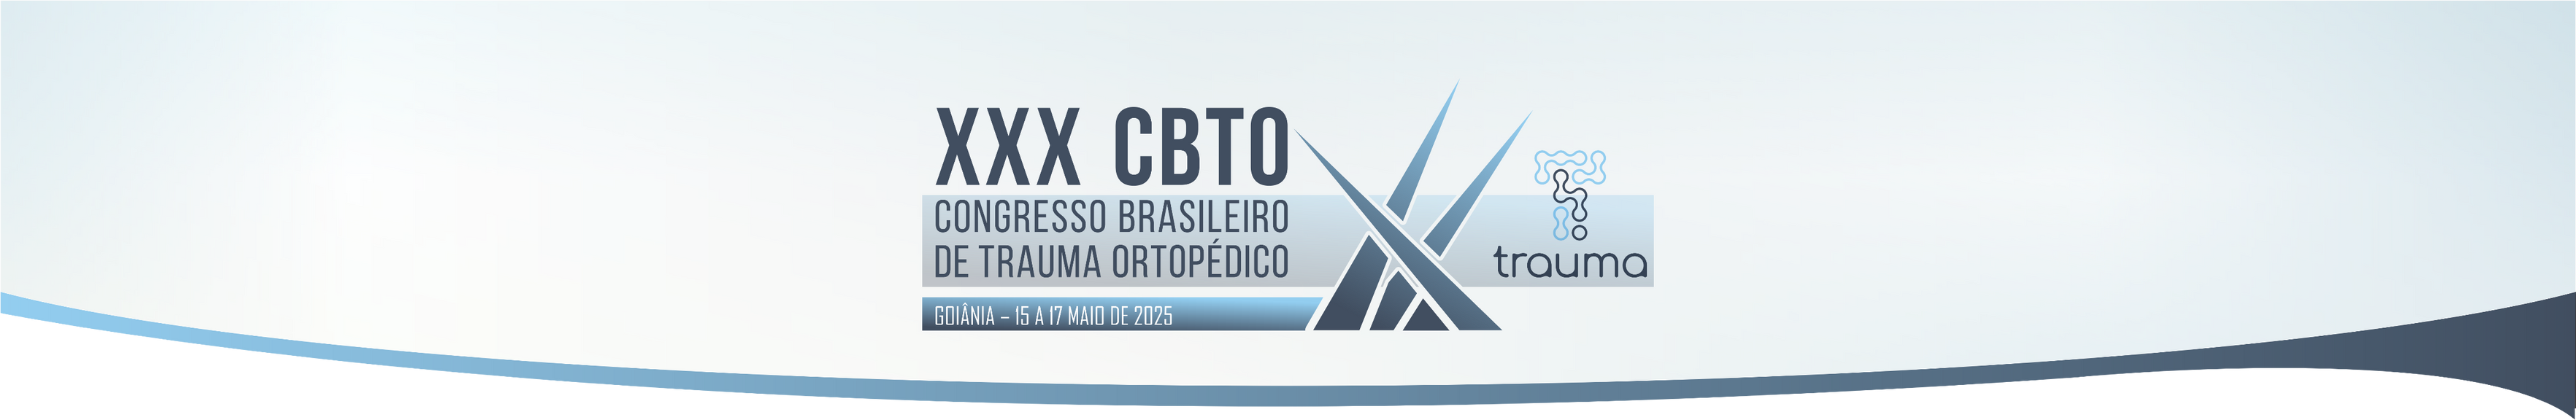 XXX CBTO
CONGRESSO BRASILEIRO
DE TRAUMA ORTOPÉDICO
GOIÂNIA – 15 A 17 MAIO DE 2025
trauma